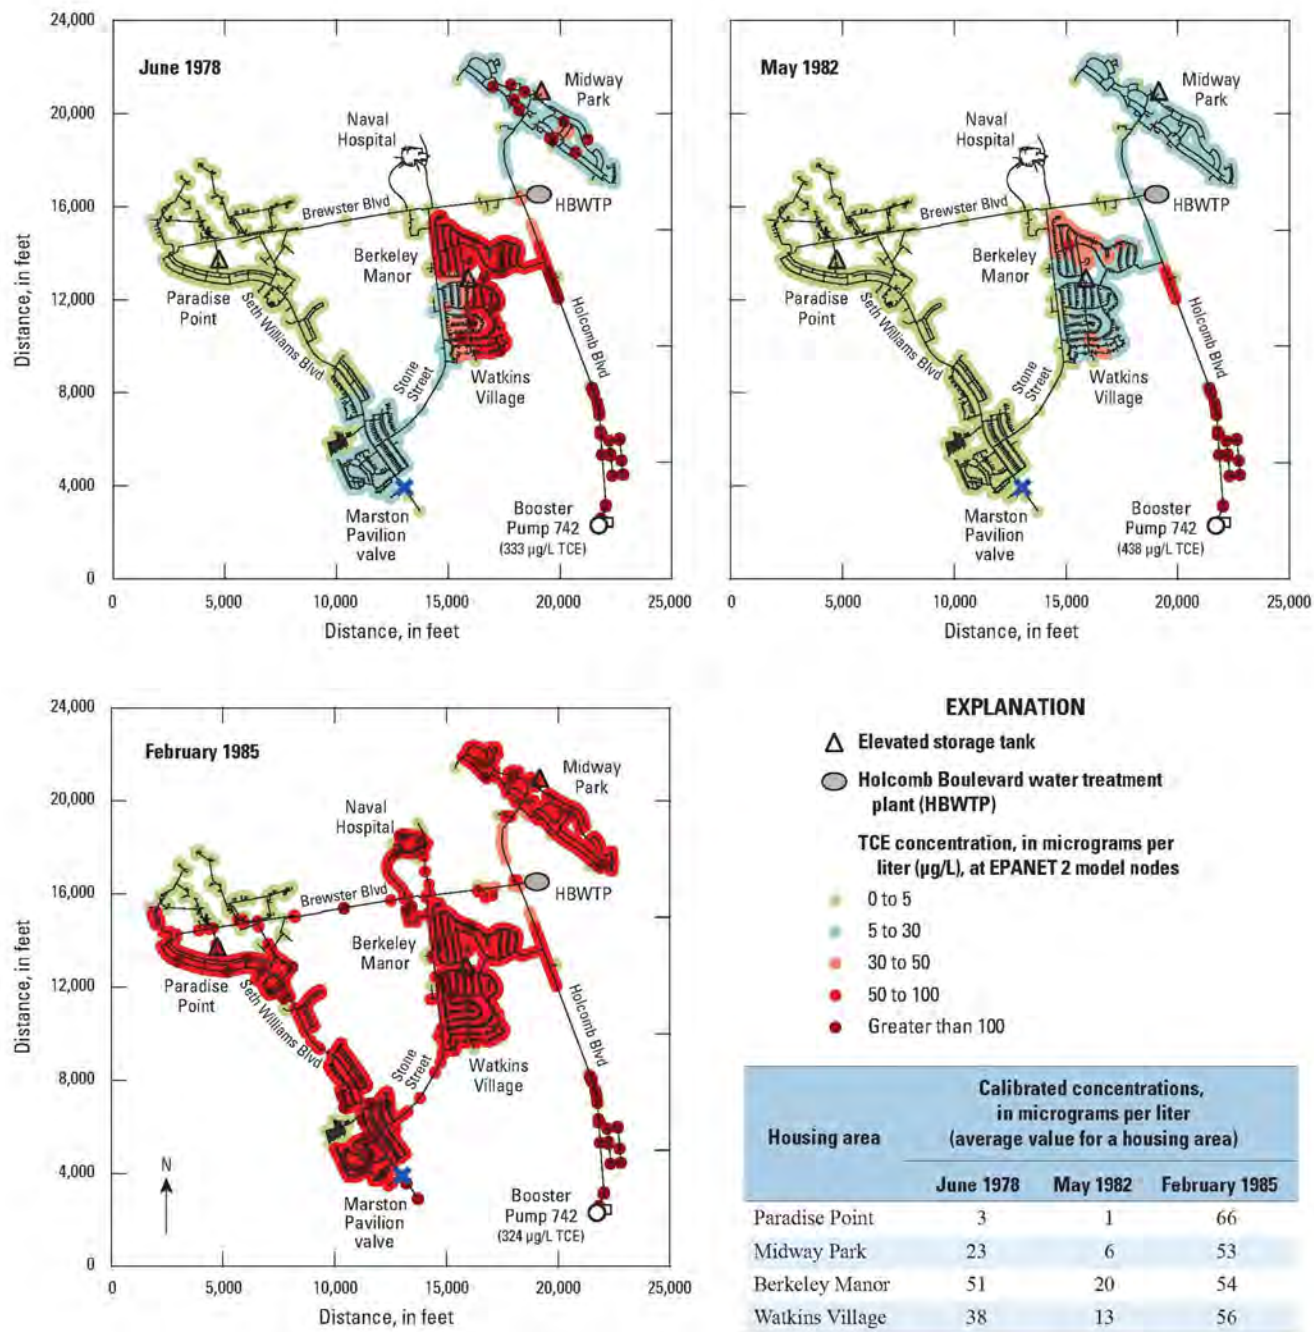 24,000
20,000
16,000
12,000
8,000
4,000
0
Distance, in feet
June 1978
Midway
Park
Naval
Hospital
HBWTP
Brewster Blvd
Berkeley
Manor
Paradise
Point
Seth Williams Blvd
Holcomb Blvd
Stone
Street
Watkins
Village
Marston
Pavilion
valve
Booster
Pump 742
(333 µg/L TCE)
0
5,000
10,000
15,000
20,000
25,000
Distance, in feet
May 1982
Midway
Park
Naval
Hospital
HBWTP
Brewster Blvd
Berkeley
Manor
Paradise
Point
Seth Williams Blvd
Holcomb Blvd
Stone
Street
Watkins
Village
Marston
Pavilion
valve
Booster
Pump 742
(438 µg/L TCE)
0
5,000
10,000
15,000
20,000
25,000
Distance, in feet
24,000
20,000
16,000
12,000
8,000
4,000
0
Distance, in feet
February 1985
Midway
Park
Naval
Hospital
HBWTP
Brewster Blvd
Berkeley
Manor
Paradise
Point
Seth Williams Blvd
Holcomb Blvd
Stone
Street
Watkins
Village
N
Marston
Pavilion
valve
Booster
Pump 742
(324 µg/L TCE)
0
5,000
10,000
15,000
20,000
25,000
Distance, in feet
EXPLANATION
Elevated storage tank
Holcomb Boulevard water treatment
plant (HBWTP)
TCE concentration, in micrograms per
liter (µg/L), at EPANET 2 model nodes
0 to 5
5 to 30
30 to 50
50 to 100
Greater than 100
Housing area
Calibrated concentrations,
in micrograms per liter
(average value for a housing area)
June 1978 May 1982 February 1985
Paradise Point 3 1 66
Midway Park 23 6 53
Berkeley Manor 51 20 54
Watkins Village 38 13 56